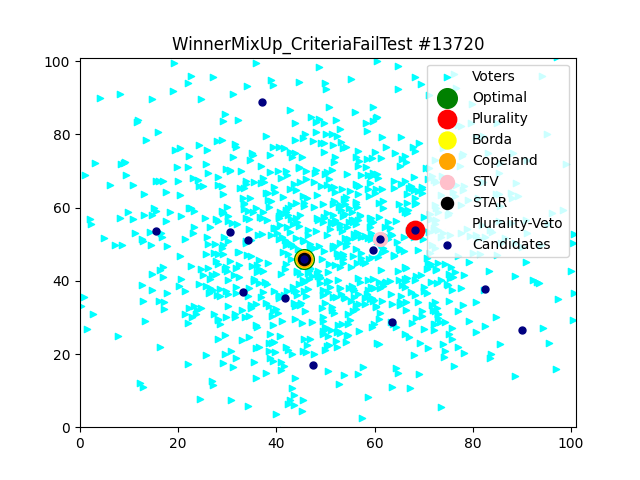 WinnerMixUp_CriteriaFailTest #13720
100
80
60
40
20
0
0 20 40 60 80 100
Voters
Optimal
Plurality
Borda
Copeland
STV
STAR
Plurality-Veto
Candidates